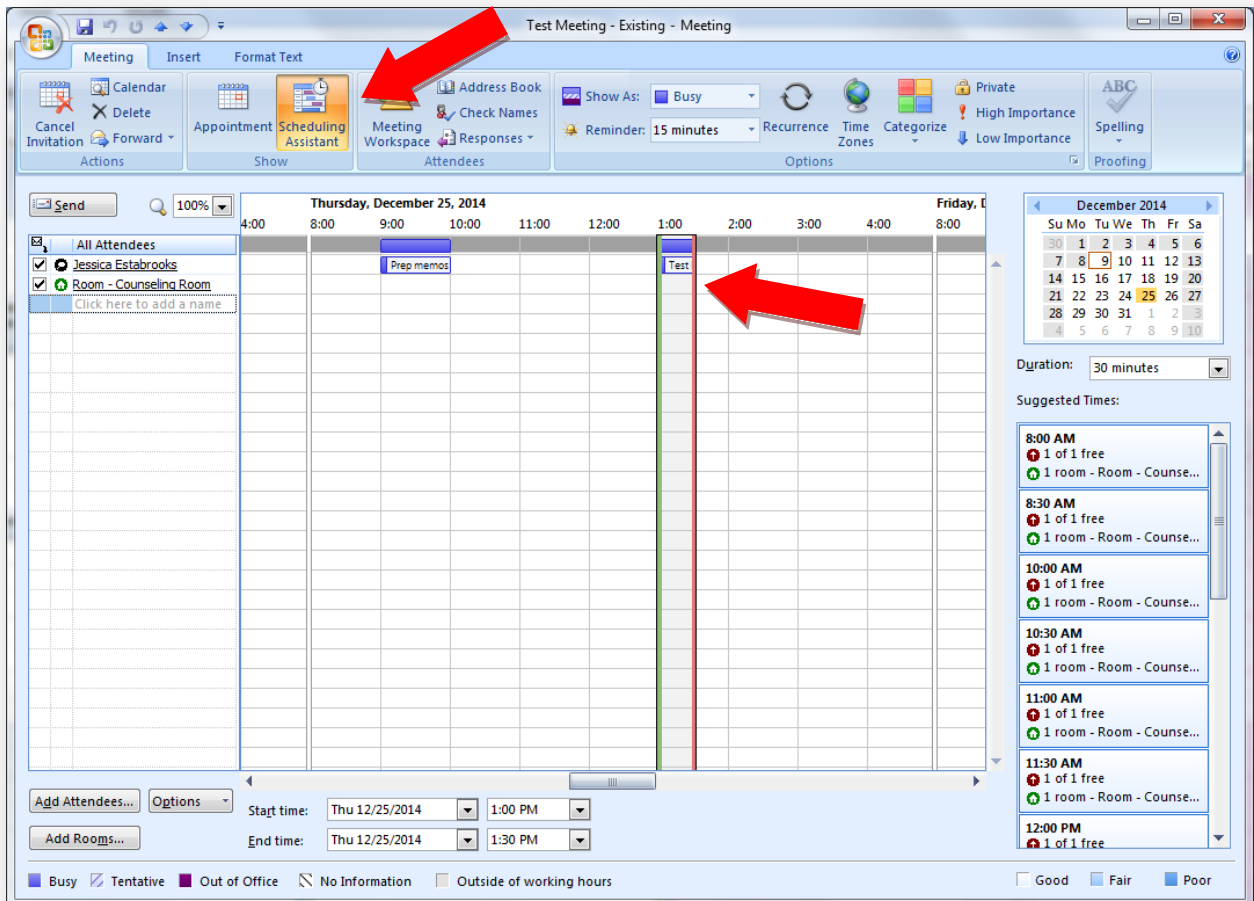 Test Meeting - Existing - Meeting
Meeting Insert Format Text
Cancel Invitation
Calendar
Delete
Forward
Actions
Appointment
Scheduling Assistant
Show
Meeting Workspace
Address Book
Check Names
Responses
Attendees
Show As: Busy
Reminder: 15 minutes
Recurrence
Time Zones
Categorize
Private
High Importance
Low Importance
Options
ABC
Spelling
Proofing
Send 100%
Thursday, December 25, 2014 Friday, D
4:00 8:00 9:00 10:00 11:00 12:00 1:00 2:00 3:00 4:00 8:00
All Attendees
Jessica Estabrooks Prep memos Test
Room - Counseling Room
Click here to add a name
December 2014
Su Mo Tu We Th Fr Sa
30 1 2 3 4 5 6
7 8 9 10 11 12 13
14 15 16 17 18 19 20
21 22 23 24 25 26 27
28 29 30 31 1 2 3
4 5 6 7 8 9 10
Duration: 30 minutes
Suggested Times:
8:00 AM
1 of 1 free
1 room - Room - Counse...
8:30 AM
1 of 1 free
1 room - Room - Counse...
10:00 AM
1 of 1 free
1 room - Room - Counse...
10:30 AM
1 of 1 free
1 room - Room - Counse...
11:00 AM
1 of 1 free
1 room - Room - Counse...
11:30 AM
1 of 1 free
1 room - Room - Counse...
12:00 PM
1 of 1 free
Add Attendees... Options
Add Rooms...
Start time: Thu 12/25/2014 1:00 PM
End time: Thu 12/25/2014 1:30 PM
Busy Tentative Out of Office No Information Outside of working hours
Good Fair Poor